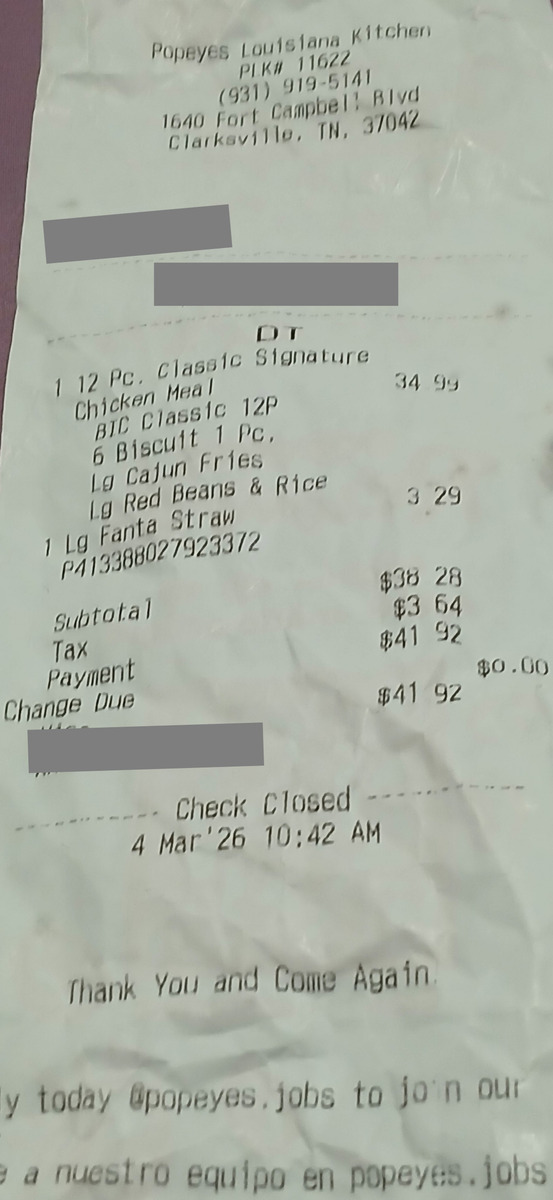 Popeyes Louisiana Kitchen
PLK# 11622
(931) 919-5141
1640 Fort Campbell Blvd
Clarksville, TN, 37042
DT
1 12 Pc. Classic Signature
Chicken Meal 34 99
BIC Classic 12P
6 Biscuit 1 Pc.
Lg Cajun Fries
Lg Red Beans & Rice
1 Lg Fanta Straw 3 29
P413388027923372
Subtotal $38 28
Tax $3 64
Payment $41 92
Change Due $0.00
$41 92
Check Closed
4 Mar'26 10:42 AM
Thank You and Come Again.
y today @popeyes.jobs to join our
e a nuestro equipo en popeyes.jobs